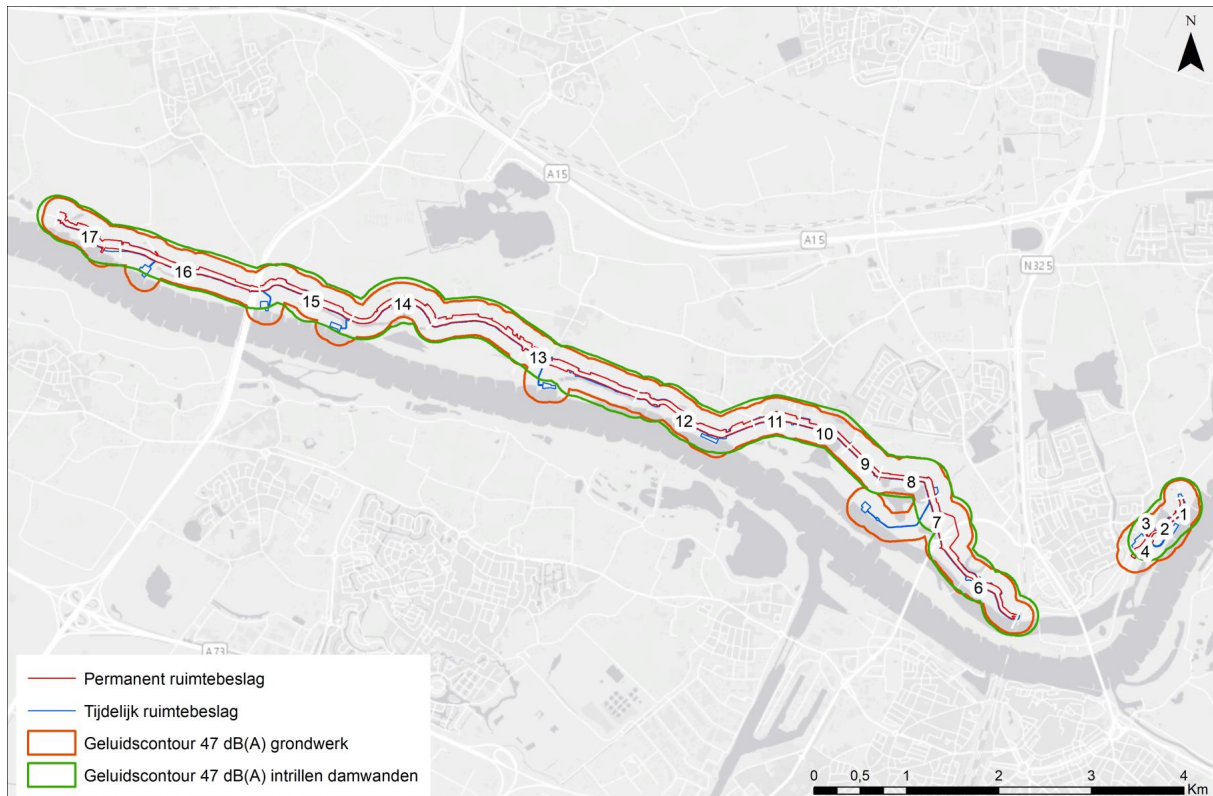 N
A15
A15
N325
17
16
15
14
13
12
11
10
9
8
7
6
3
1
2
4
A73
Permanent ruimtebeslag
Tijdelijk ruimtebeslag
Geluidscontour 47 dB(A) grondwerk
Geluidscontour 47 dB(A) intrillen damwanden
0 0,5 1 2 3 4
Km